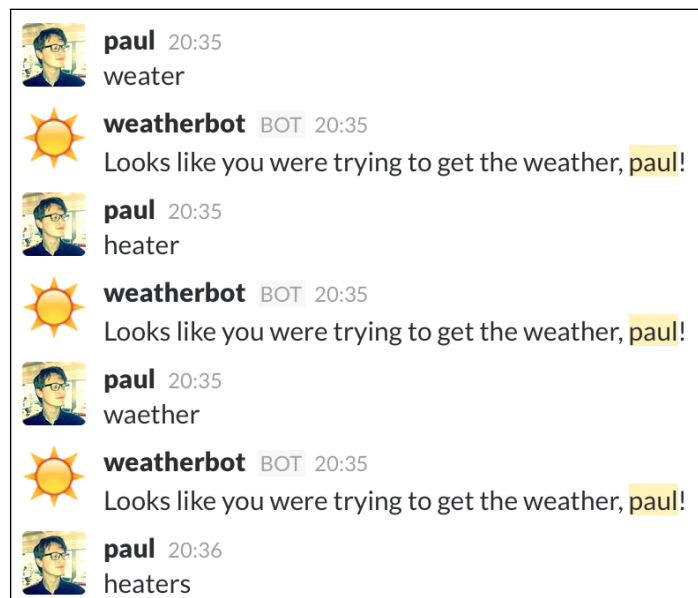 paul 20:35
weater
weatherbot BOT 20:35
Looks like you were trying to get the weather, paul!
paul 20:35
heater
weatherbot BOT 20:35
Looks like you were trying to get the weather, paul!
paul 20:35
waether
weatherbot BOT 20:35
Looks like you were trying to get the weather, paul!
paul 20:36
heaters